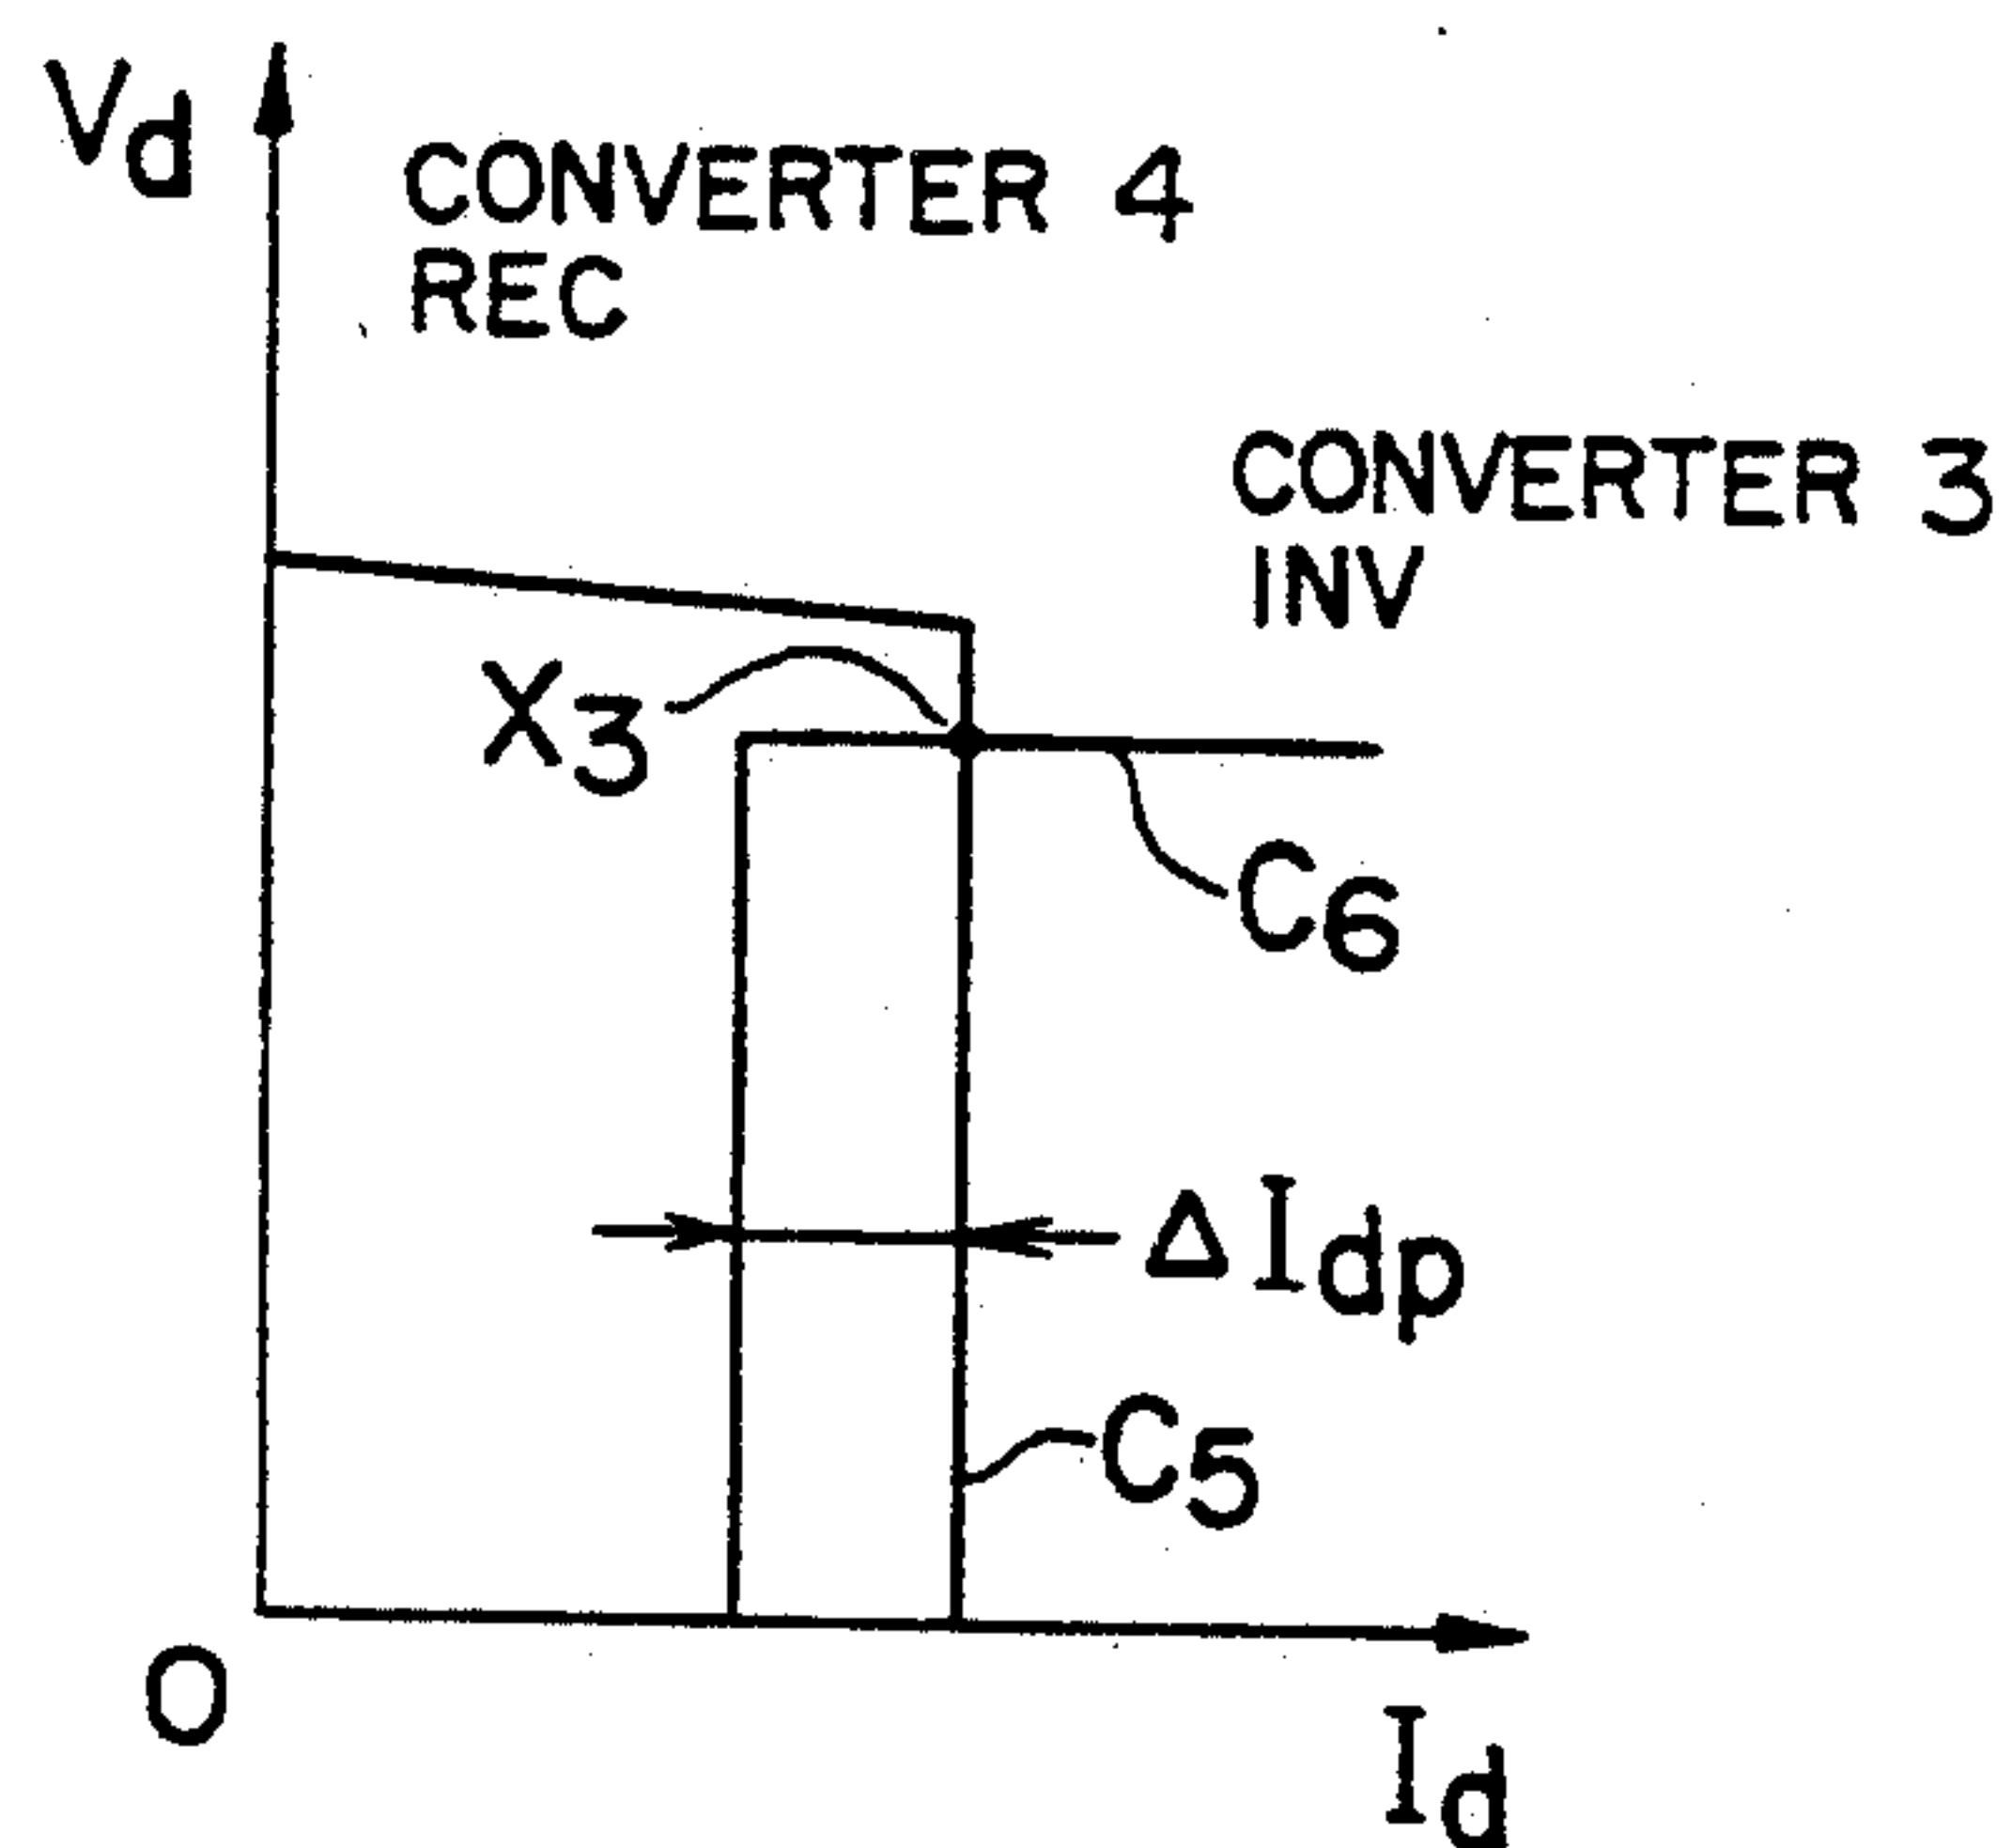 Vd
CONVERTER 4
REC
CONVERTER 3
INV
X3
C6
ΔIdp
C5
O
Id